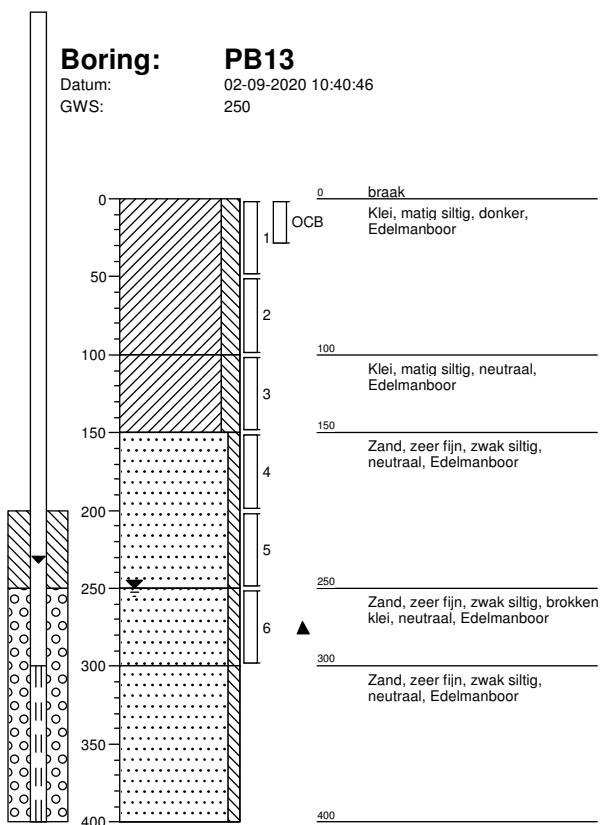 Boring: PB13
Datum: 02-09-2020 10:40:46
GWS: 250
0
50
100
150
200
250
300
350
400
1
OCB
2
3
4
5
6
0 braak
Klei, matig siltig, donker,
Edelmanboor
100
Klei, matig siltig, neutraal,
Edelmanboor
150
Zand, zeer fijn, zwak siltig,
neutraal, Edelmanboor
250
Zand, zeer fijn, zwak siltig, brokken
klei, neutraal, Edelmanboor
300
Zand, zeer fijn, zwak siltig,
neutraal, Edelmanboor
400